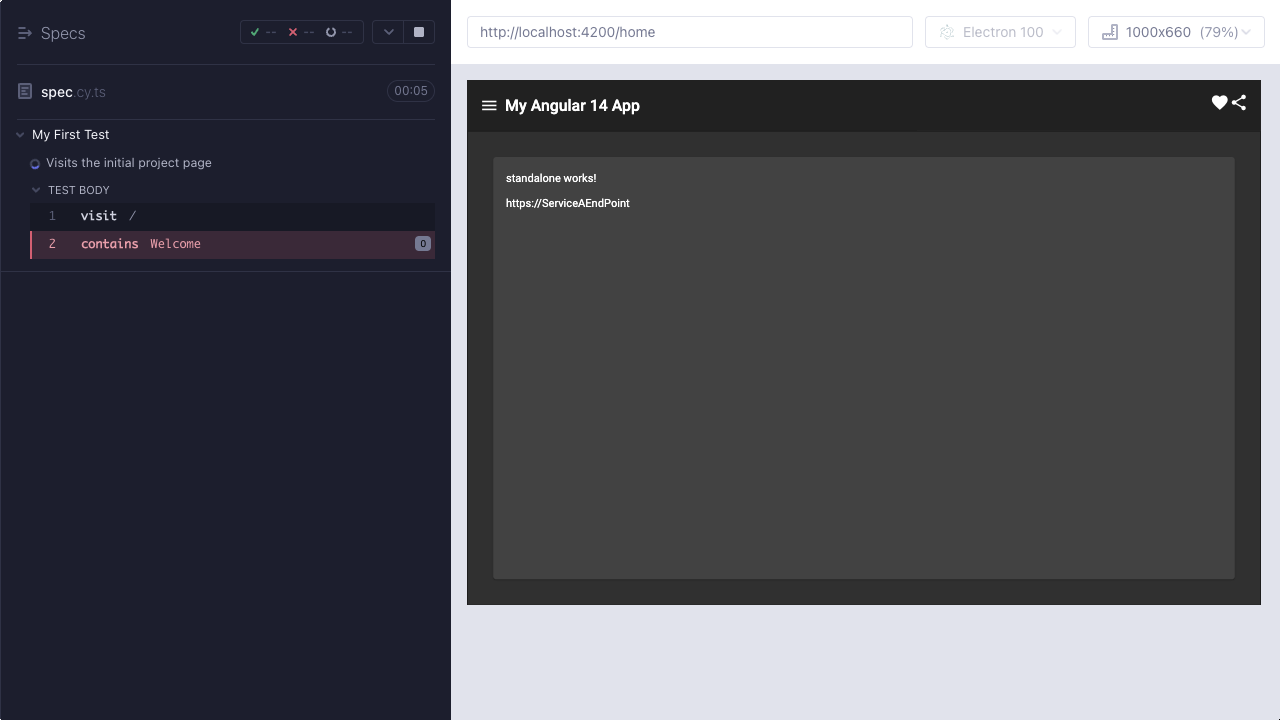 Specs
-- -- --
spec.cy.ts
00:05
My First Test
Visits the initial project page
TEST BODY
1 visit /
2 contains Welcome 0
http://localhost:4200/home
Electron 100
1000x660 (79%)
My Angular 14 App
standalone works!
https://ServiceAEndPoint